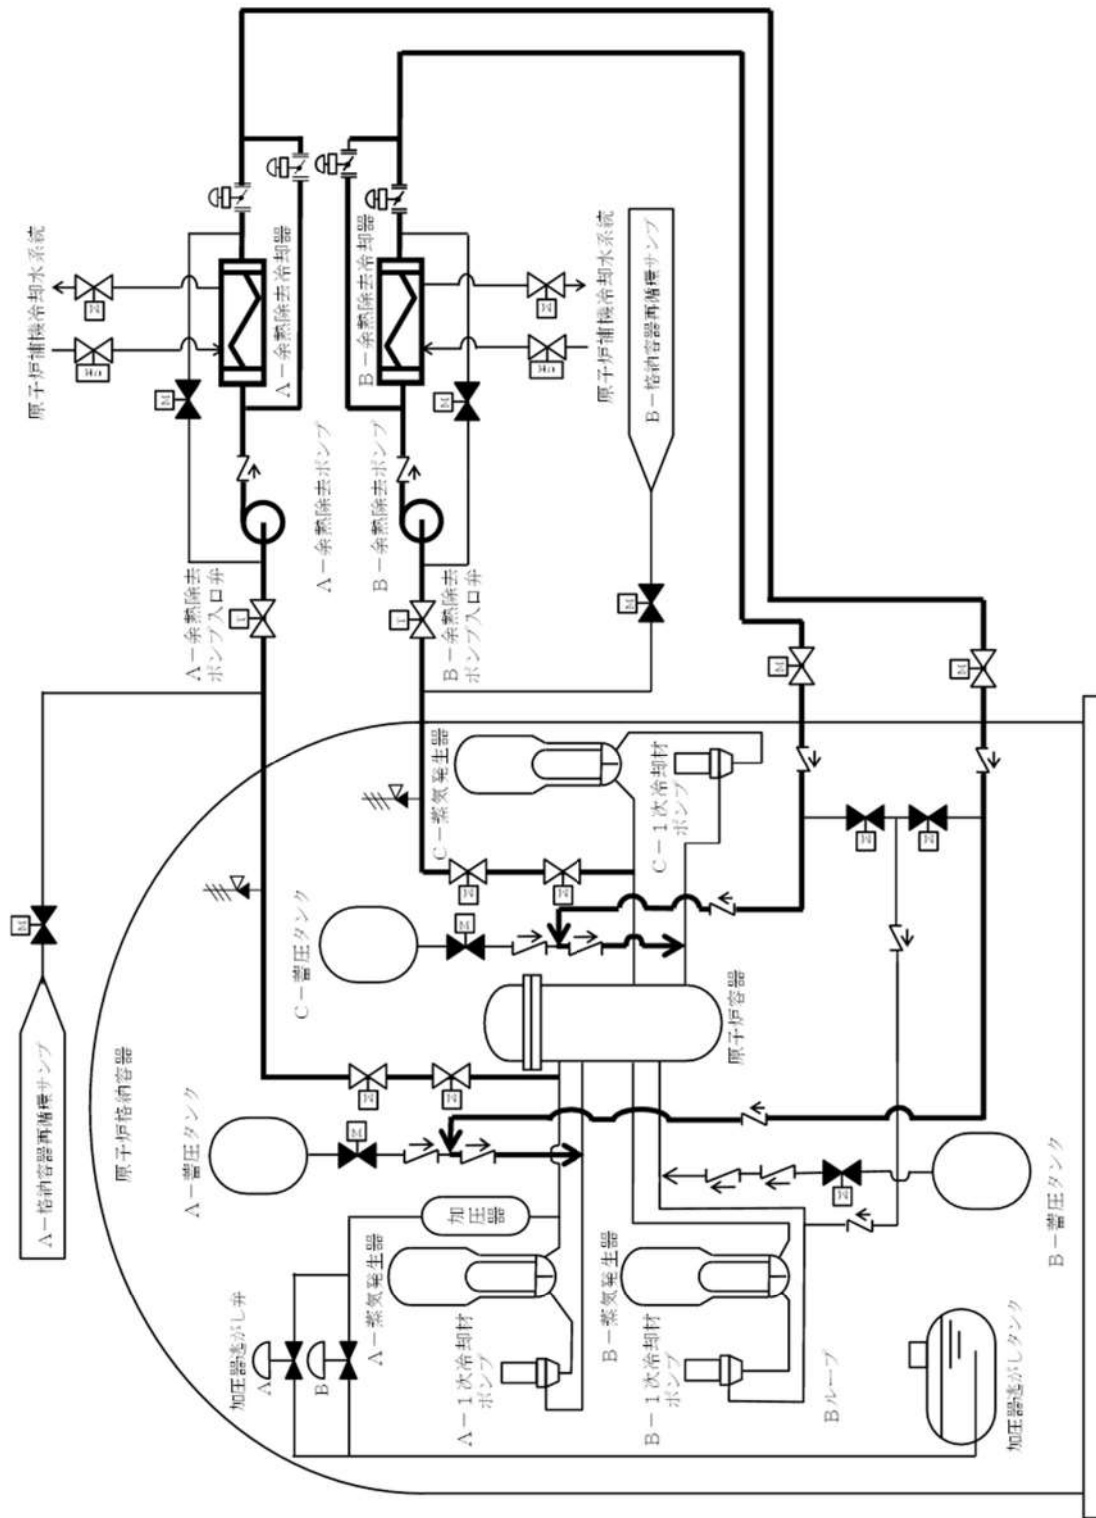 原子炉補機冷却水系統
A－余熱除去冷却器
B－余熱除去冷却器
原子炉補機冷却水系統
B－格納容器再循環サンプ
A－余熱除去ポンプ
B－余熱除去ポンプ
A－余熱除去
ポンプ入口弁
B－余熱除去
ポンプ入口弁
A－格納容器再循環サンプ
原子炉格納容器
C－蒸気発生器
C－1次冷却材
ポンプ
C－蓄圧タンク
原子炉容器
A－蓄圧タンク
加圧器
A－蒸気発生器
加圧器逃がし弁
A
B
A－1次冷却材
ポンプ
B－蒸気発生器
B－1次冷却材
ポンプ
Bループ
B－蓄圧タンク
加圧器逃がしタンク
M
M
M
M
M
M